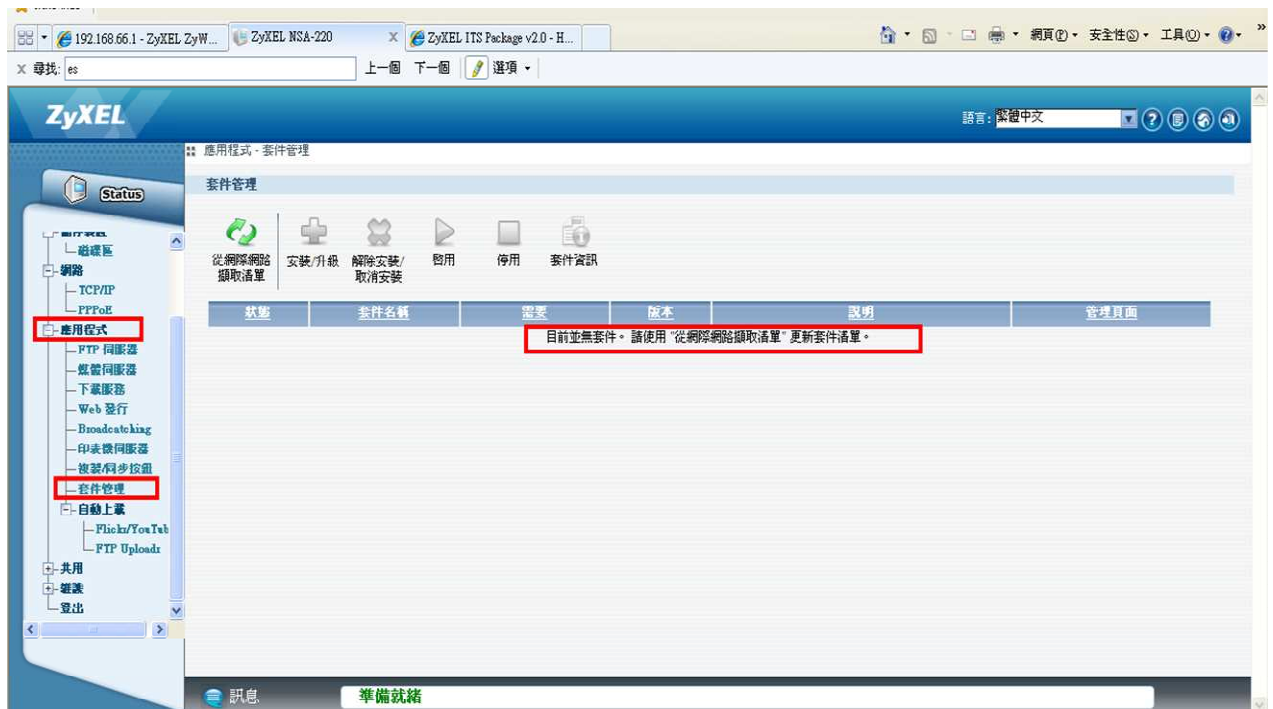 192.168.66.1 - ZyXEL ZyW...
ZyXEL NSA-220
X
ZyXEL ITS Package v2.0 - H...
網頁(P)
安全性(S)
工具(O)
»
X 尋找: es
上一個
下一個
選項
ZyXEL
語言: 繁體中文
應用程式 - 套件管理
Status
套件管理
從網際網路
擷取清單
安裝/升級
解除安裝/
取消安裝
啓用
停用
套件資訊
狀態
套件名稱
需要
版本
說明
管理頁面
目前並無套件。 請使用 "從網際網路擷取清單" 更新套件清單。
磁碟區
網路
TCP/IP
PPPoE
應用程式
FTP 伺服器
媒體伺服器
下載服務
Web 發行
Broadcatching
印表機伺服器
複製/同步按鈕
套件管理
自動上載
Flickr/YouTub
FTP Uploadr
共用
維護
登出
訊息
準備就緒